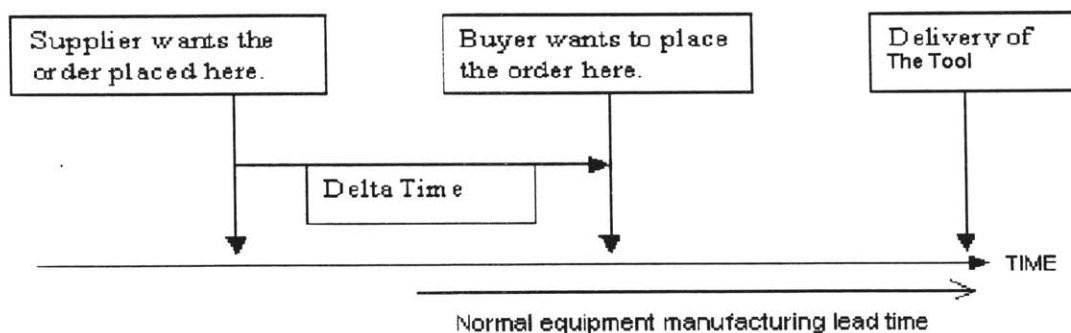 Supplier wants the
order placed here.
Buyer wants to place
the order here.
Delivery of
The Tool
Delta Time
TIME
Normal equipment manufacturing lead time